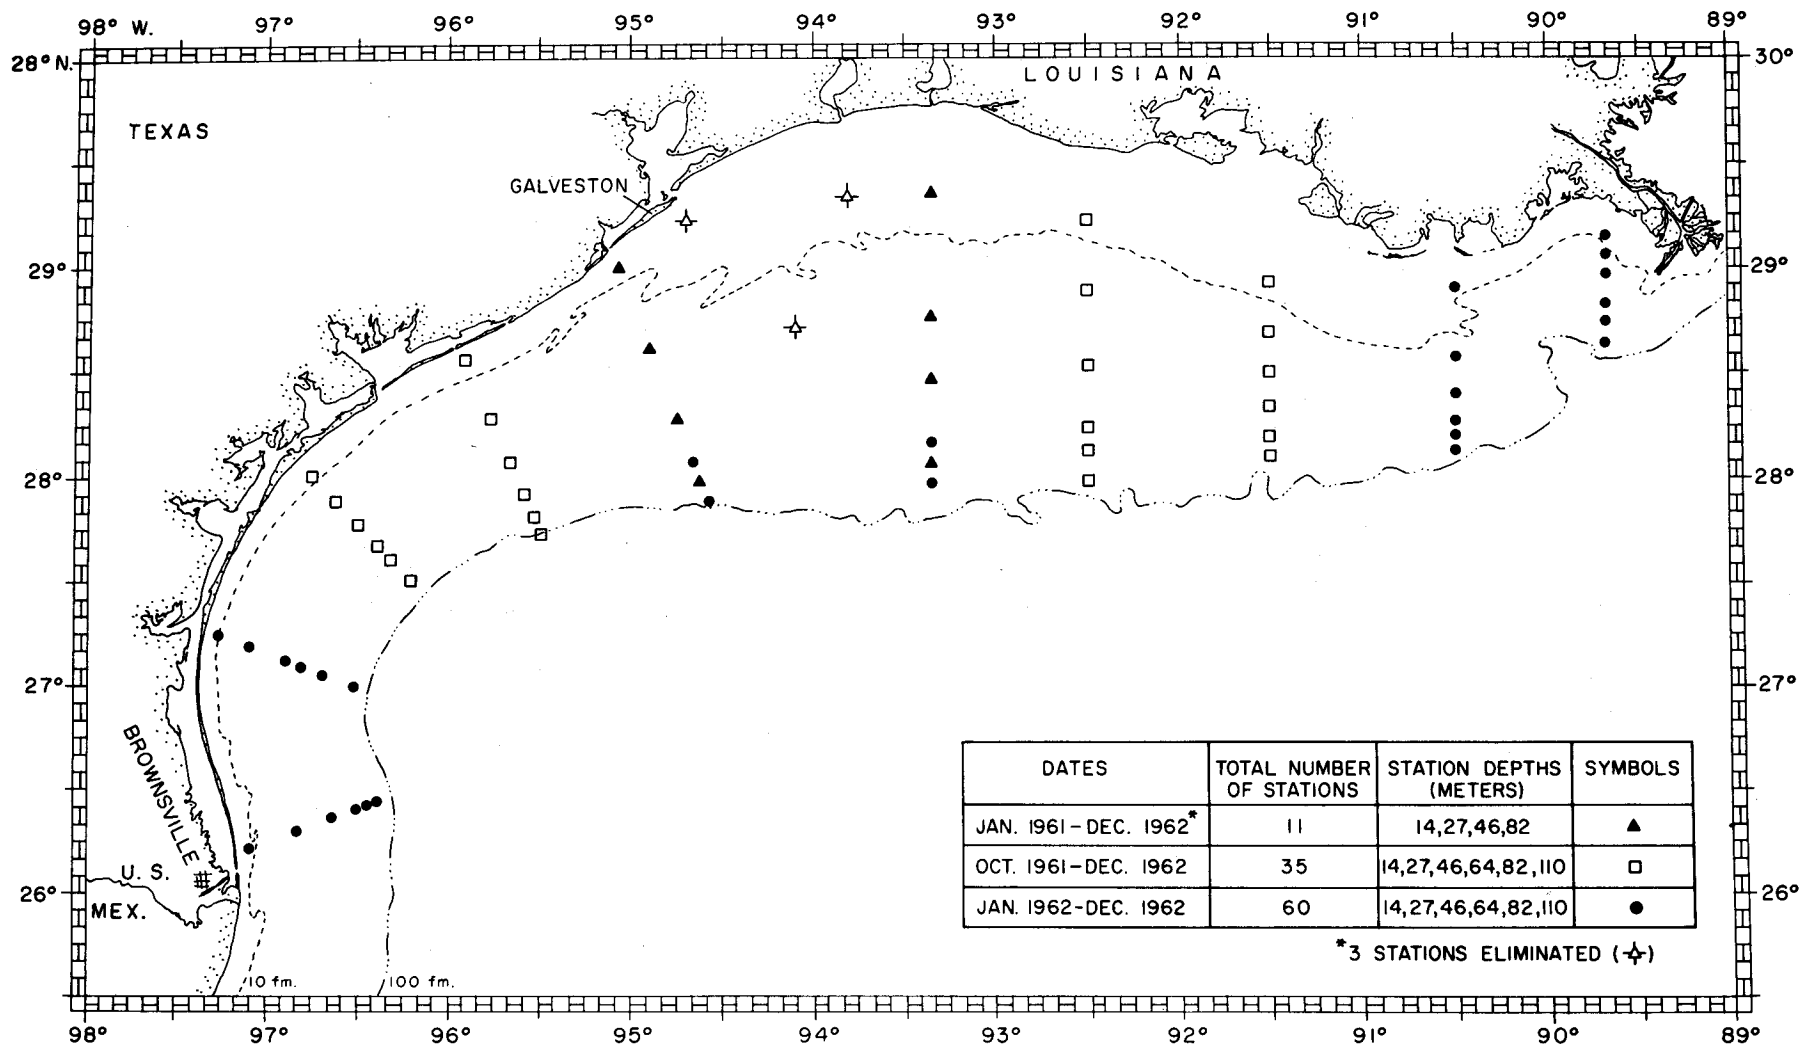 98° W. 97° 96° 95° 94° 93° 92° 91° 90° 89°
28° N. 30°
LOUISIANA
TEXAS
GALVESTON
29° 29°
28° 28°
27° 27°
BROWNSVILLE
U. S.
MEX.
26° 26°
10 fm. 100 fm.
DATES TOTAL NUMBER OF STATIONS STATION DEPTHS (METERS) SYMBOLS
JAN. 1961-DEC. 1962* 11 14,27,46,82 ▲
OCT. 1961-DEC. 1962 35 14,27,46,64,82,110 □
JAN. 1962-DEC. 1962 60 14,27,46,64,82,110 ●
*3 STATIONS ELIMINATED ( )
98° 97° 96° 95° 94° 93° 92° 91° 90° 89°